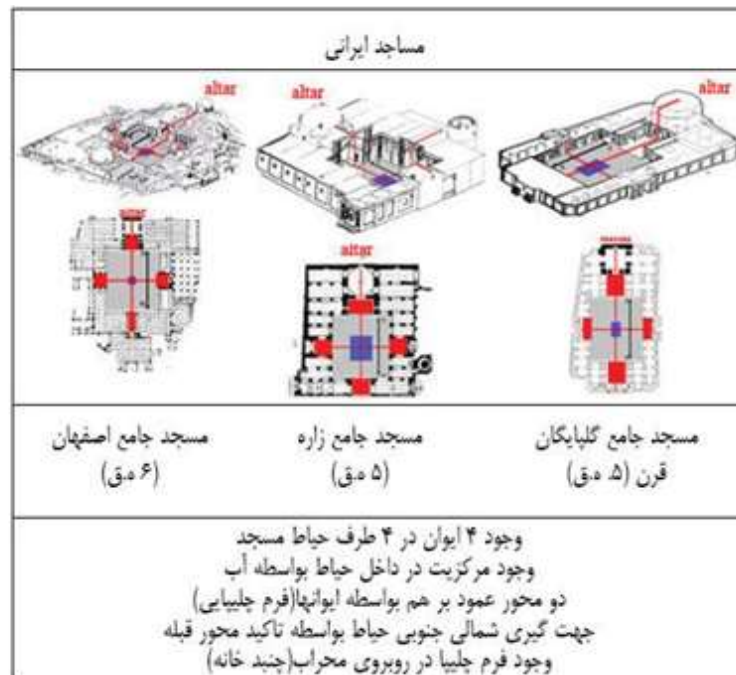 مساجد ایرانی
altar
altar
altar
altar
altar
مسجد جامع گلپایگان
قرن (۵. ه.ق)
مسجد جامع زاره
(۵ ه.ق)
مسجد جامع اصفهان
(۶ ه.ق)
وجود ۴ ایوان در ۴ طرف حیاط مسجد
وجود مرکزیت در داخل حیاط بواسطه آب
دو محور عمود بر هم بواسطه ایوانها(فرم چلیپایی)
جهت گیری شمالی جنوبی حیاط بواسطه تاکید محور قبله
وجود فرم چلیپا در روبروی محراب(چنبد خانه)